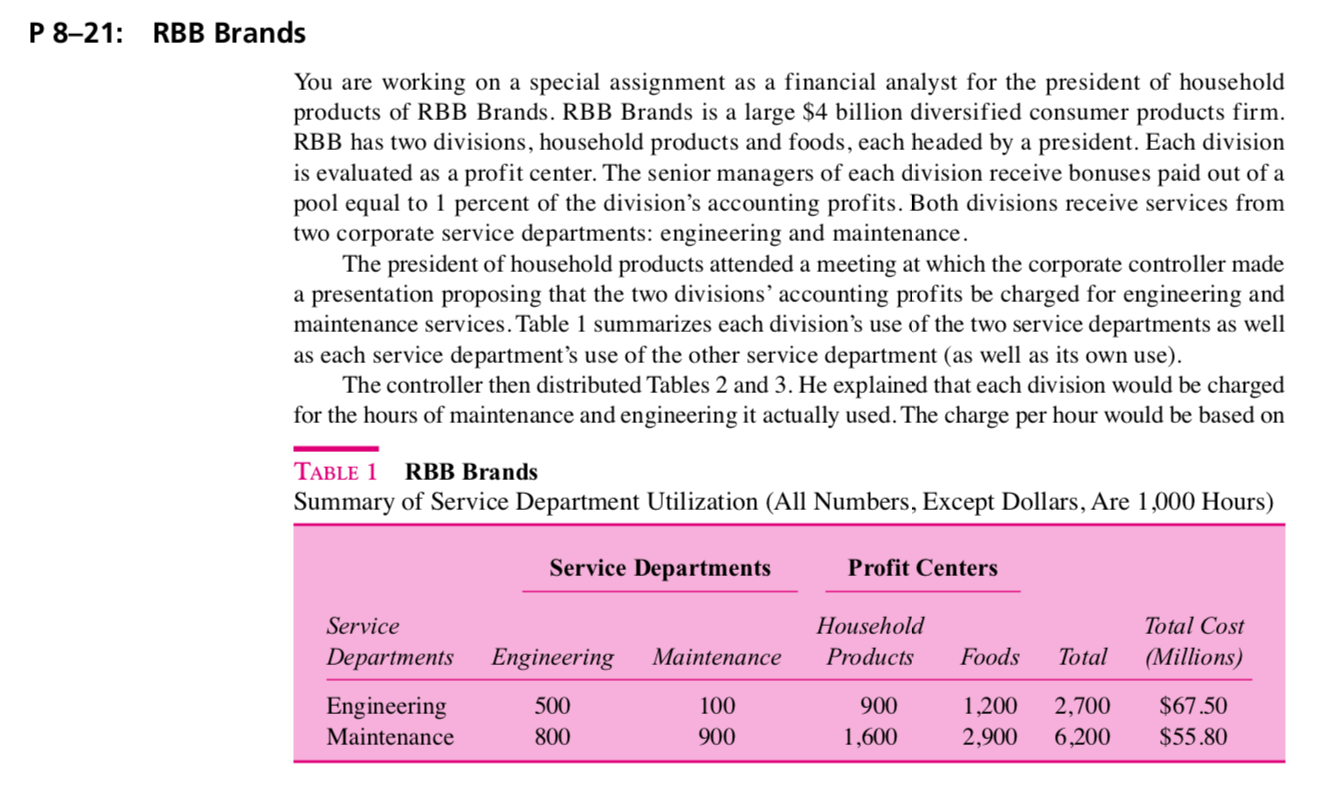 P 8–21: RBB Brands
You are working on a special assignment as a financial analyst for the president of household
products of RBB Brands. RBB Brands is a large $4 billion diversified consumer products firm.
RBB has two divisions, household products and foods, each headed by a president. Each division
is evaluated as a profit center. The senior managers of each division receive bonuses paid out of a
pool equal to 1 percent of the division's accounting profits. Both divisions receive services from
two corporate service departments: engineering and maintenance.
The president of household products attended a meeting at which the corporate controller made
a presentation proposing that the two divisions' accounting profits be charged for engineering and
maintenance services. Table 1 summarizes each division's use of the two service departments as well
as each service department's use of the other service department (as well as its own use).
The controller then distributed Tables 2 and 3. He explained that each division would be charged
for the hours of maintenance and engineering it actually used. The charge per hour would be based on
TABLE 1 RBB Brands
Summary of Service Department Utilization (All Numbers, Except Dollars, Are 1,000 Hours)
Service Departments Profit Centers
Service Household Total Cost
Departments Engineering Maintenance Products Foods Total (Millions)
Engineering 500 100 900 1,200 2,700 $67.50
Maintenance 800 900 1,600 2,900 6,200 $55.80